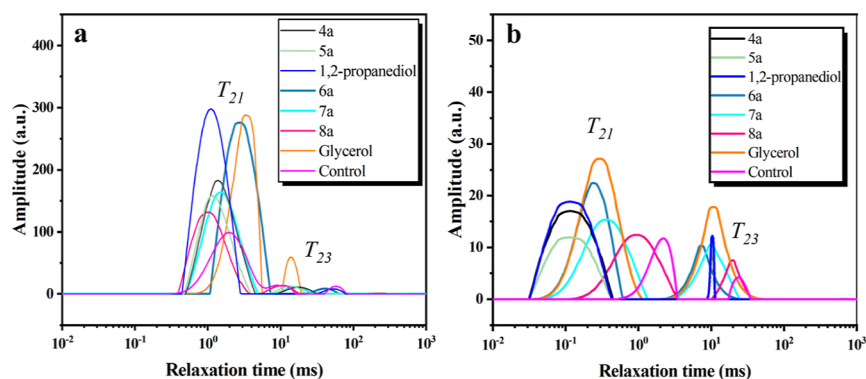 a
450
400
300
200
100
0
Amplitude (a.u.)
T21
T23
4a
5a
1,2-propanediol
6a
7a
8a
Glycerol
Control
10-2
10-1
100
101
102
103
Relaxation time (ms)
b
50
40
30
20
10
0
Amplitude (a.u.)
T21
T23
4a
5a
1,2-propanediol
6a
7a
8a
Glycerol
Control
10-2
10-1
100
101
102
103
Relaxation time (ms)